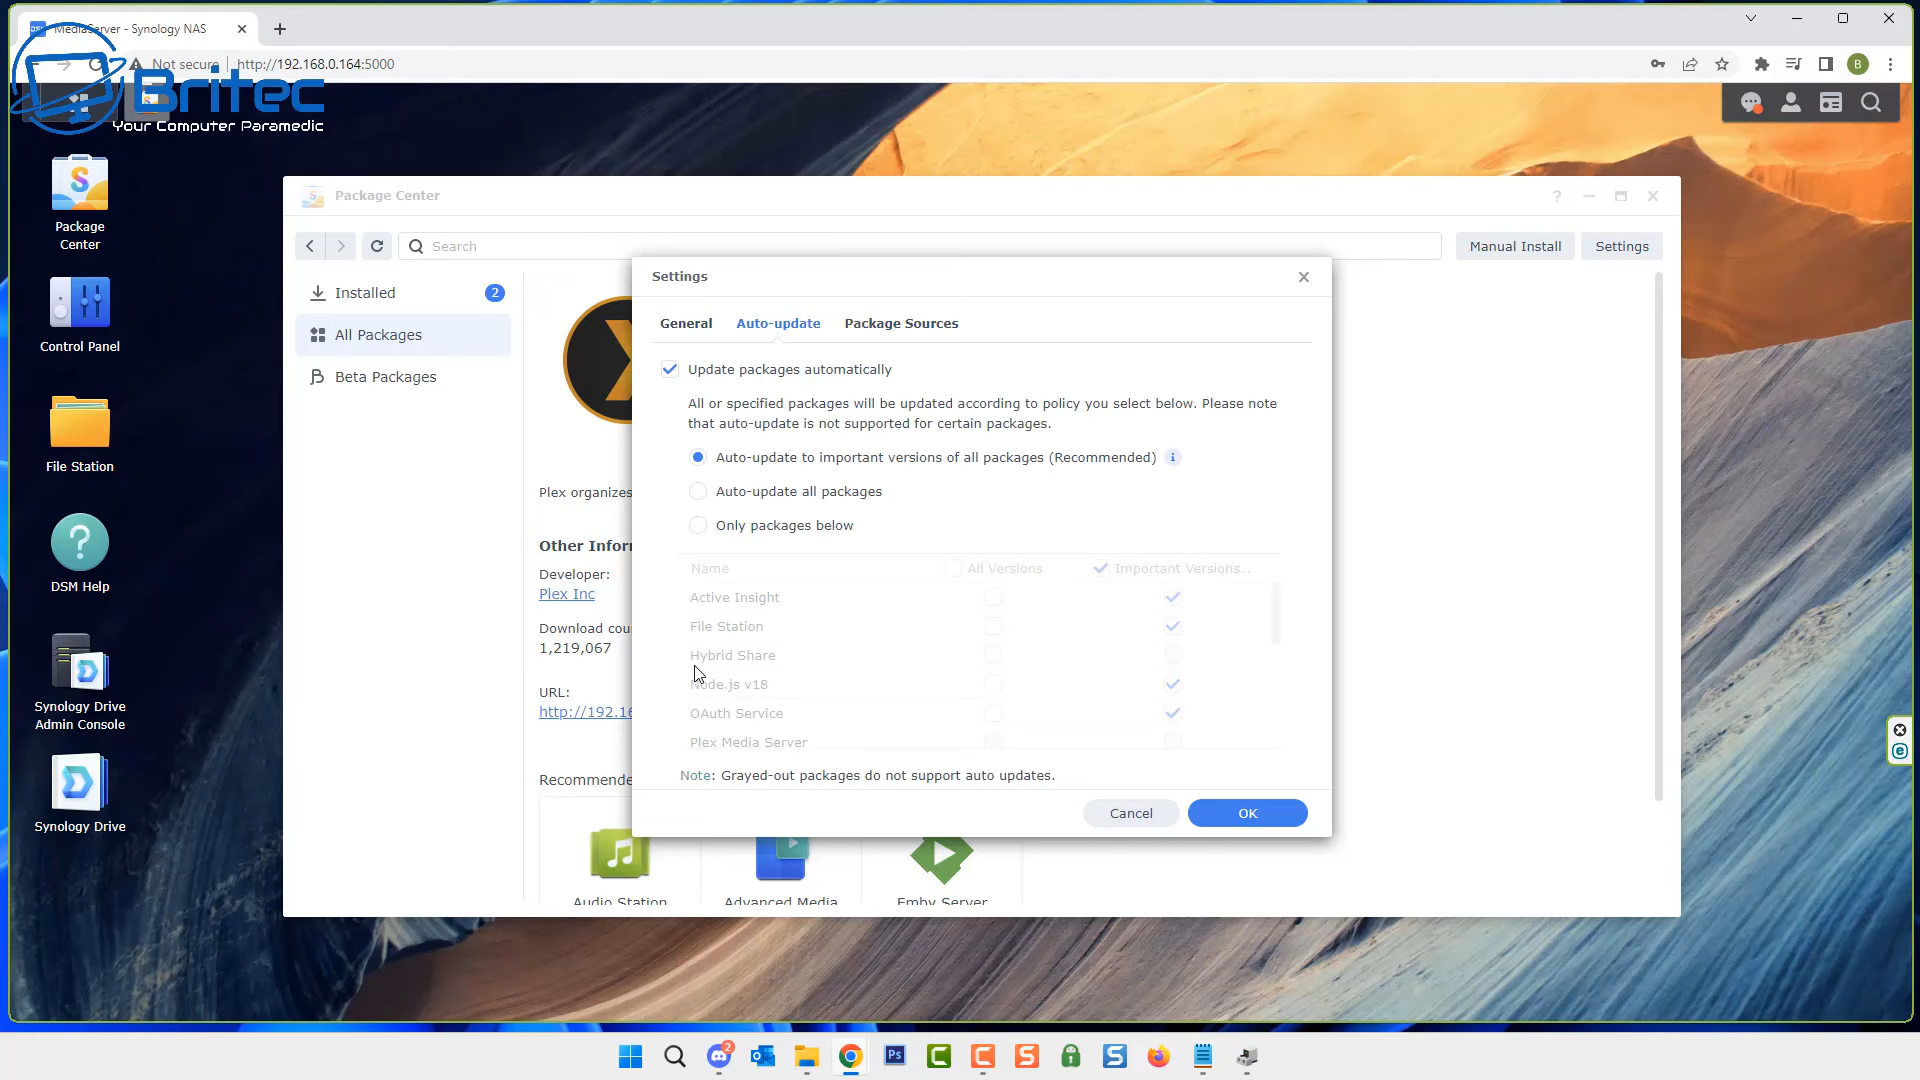 MediaServer - Synology NAS
Not secure
http://192.168.0.164:5000
B
Britec
Your Computer Paramedic
Package
Center
Control Panel
File Station
DSM Help
Synology Drive
Admin Console
Synology Drive
Package Center
Search
Manual Install
Settings
Installed
2
All Packages
Beta Packages
Plex organizes
Other Inform
Developer:
Plex Inc
Download cou
1,219,067
URL:
http://192.16
Recommende
Audio Station
Advanced Media
Emby Server
Settings
General
Auto-update
Package Sources
Update packages automatically
All or specified packages will be updated according to policy you select below. Please note
that auto-update is not supported for certain packages.
Auto-update to important versions of all packages (Recommended)
Auto-update all packages
Only packages below
Name
All Versions
Important Versions...
Active Insight
File Station
Hybrid Share
Node.js v18
OAuth Service
Plex Media Server
Note: Grayed-out packages do not support auto updates.
Cancel
OK
2
Ps